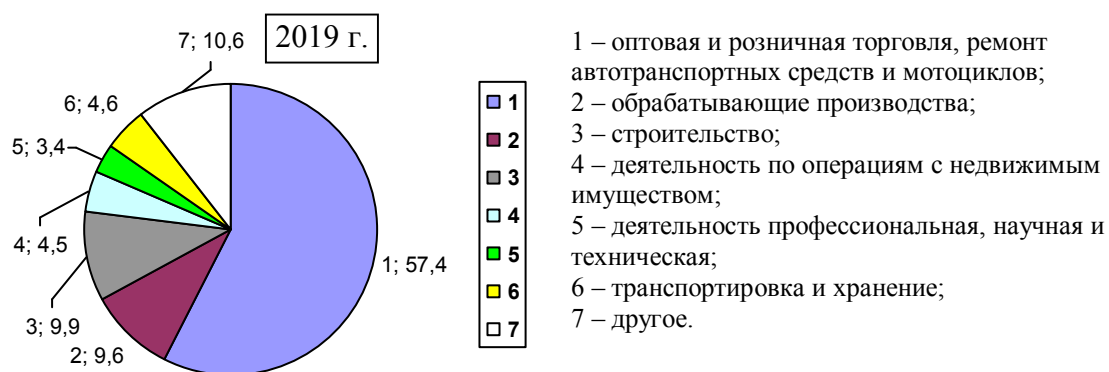 2019 г.
7; 10,6
6; 4,6
5; 3,4
4; 4,5
3; 9,9
2; 9,6
1; 57,4
1
2
3
4
5
6
7
1 – оптовая и розничная торговля, ремонт
автотранспортных средств и мотоциклов;
2 – обрабатывающие производства;
3 – строительство;
4 – деятельность по операциям с недвижимым
имуществом;
5 – деятельность профессиональная, научная и
техническая;
6 – транспортировка и хранение;
7 – другое.